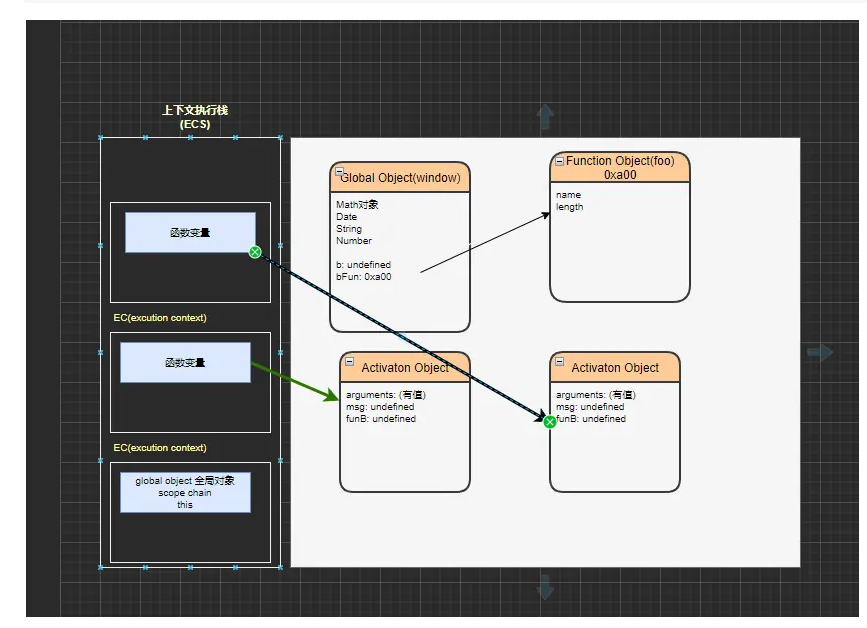 上下文执行栈
(ECS)
函数变量
EC(excution context)
函数变量
EC(excution context)
global object 全局对象
scope chain
this
Global Object(window)
Math对象
Date
String
Number
b: undefined
bFun: 0xa00
Function Object(foo)
0xa00
name
length
Activaton Object
arguments: (有值)
msg: undefined
funB: undefined
Activaton Object
arguments: (有值)
msg: undefined
funB: undefined